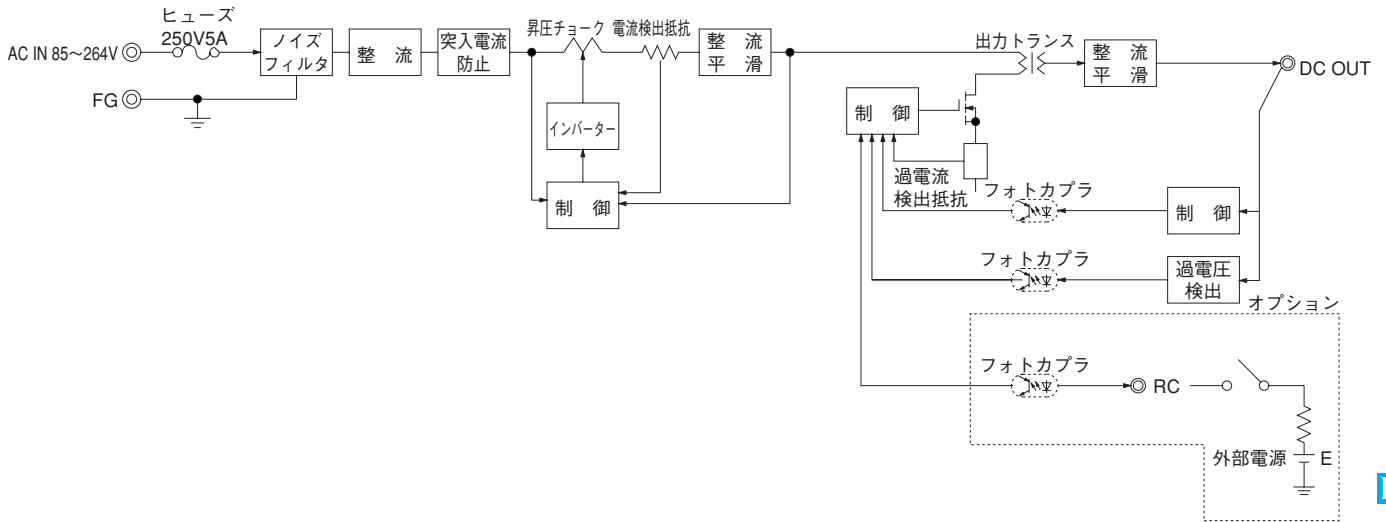 ヒューズ
250V5A
AC IN 85～264V
FG
ノイズ
フィルタ
整 流
突入電流
防止
昇圧チョーク
電流検出抵抗
整 流
平 滑
インバーター
制 御
出力トランス
整 流
平 滑
DC OUT
制 御
過電流
検出抵抗
フォトカプラ
制 御
フォトカプラ
過電圧
検出
オプション
フォトカプラ
RC
外部電源
E